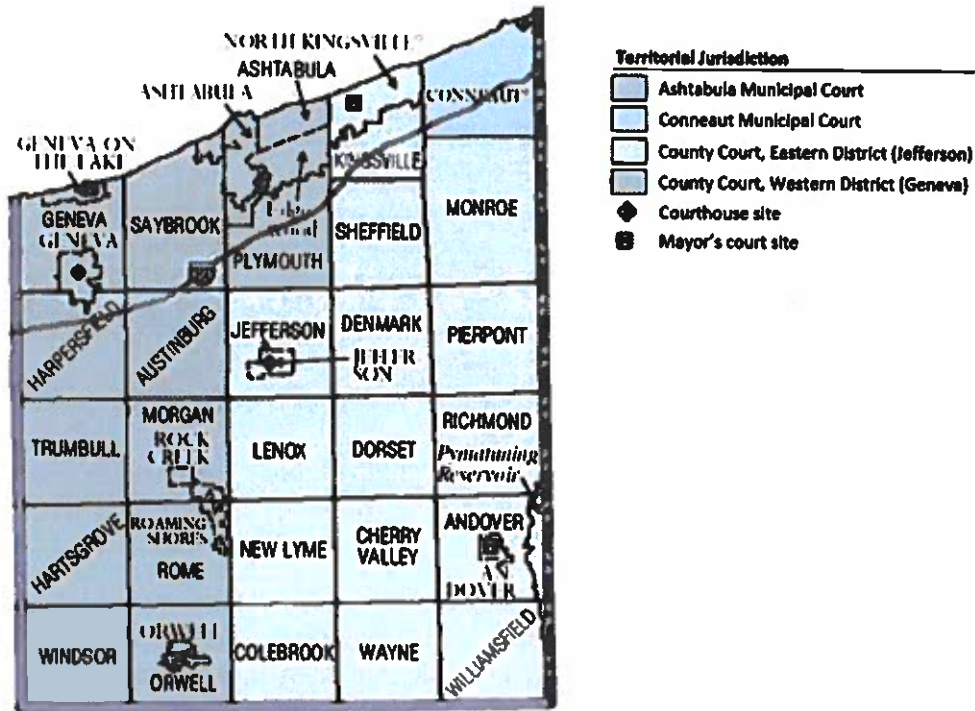 NORTH KINGSVILLE
ASHTABULA
ASHTABULA
CONNEAUT
GENEVA ON
THE LAKE
KINGSVILLE
GENEVA
GENEVA
SAYBROOK
PLYMOUTH
SHEFFIELD
MONROE
HARPERSFIELD
AUSTINBURG
JEFFERSON
DENMARK
PIERPONT
JEFFER
SON
TRUMBULL
MORGAN
ROCK
CREEK
LENOX
DORSET
RICHMOND
Pymatuning
Reservoir
HARTSGROVE
ROAMING
SHORES
ROME
NEW LYME
CHERRY
VALLEY
ANDOVER
DOVER
WINDSOR
ORWELL
ORWELL
COLEBROOK
WAYNE
WILLIAMSFIELD
Territorial Jurisdiction
Ashtabula Municipal Court
Conneaut Municipal Court
County Court, Eastern District (Jefferson)
County Court, Western District (Geneva)
Courthouse site
Mayor's court site